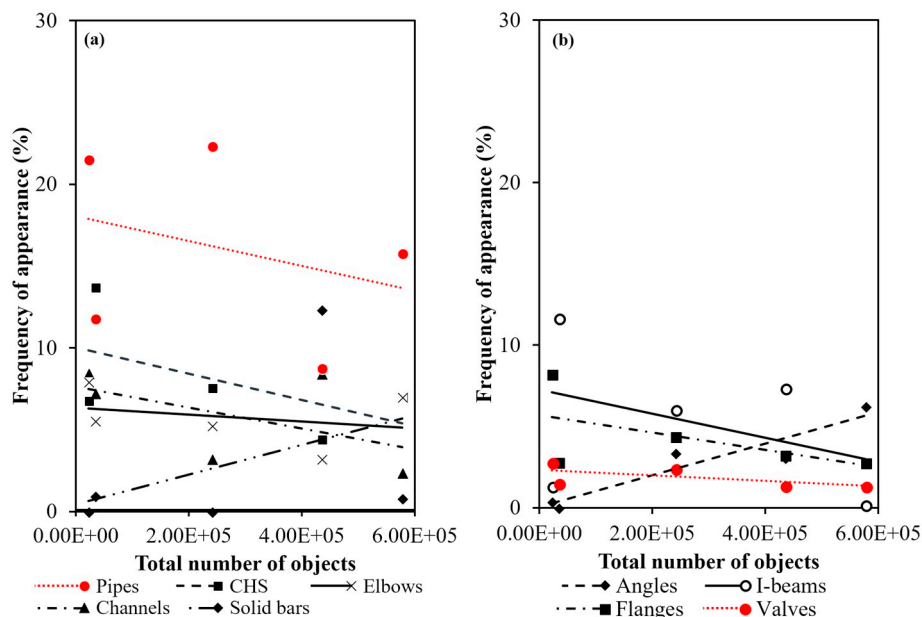 (a)
30
20
10
0
Frequency of appearance (%)
0.00E+00 2.00E+05 4.00E+05 6.00E+05
Total number of objects
Pipes CHS Elbows
Channels Solid bars
(b)
30
20
10
0
Frequency of appearance (%)
0.00E+00 2.00E+05 4.00E+05 6.00E+05
Total number of objects
Angles I-beams
Flanges Valves